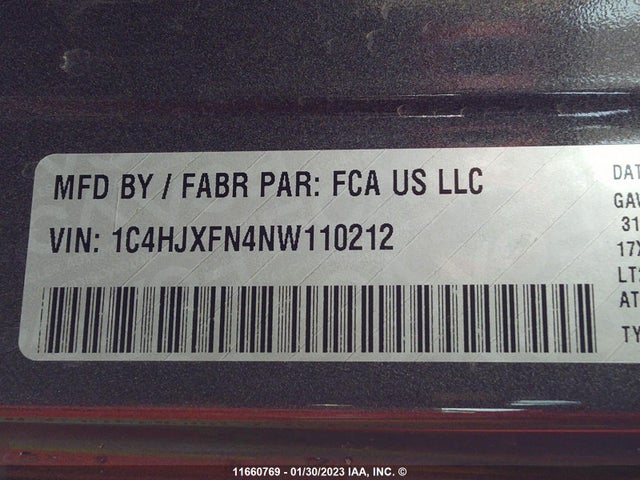 MFD BY / FABR PAR: FCA US LLC
VIN: 1C4HJXFN4NW110212
DAT
GAW
31
17X
LTS
AT
TY
11660769 - 01/30/2023 IAA, INC. ©